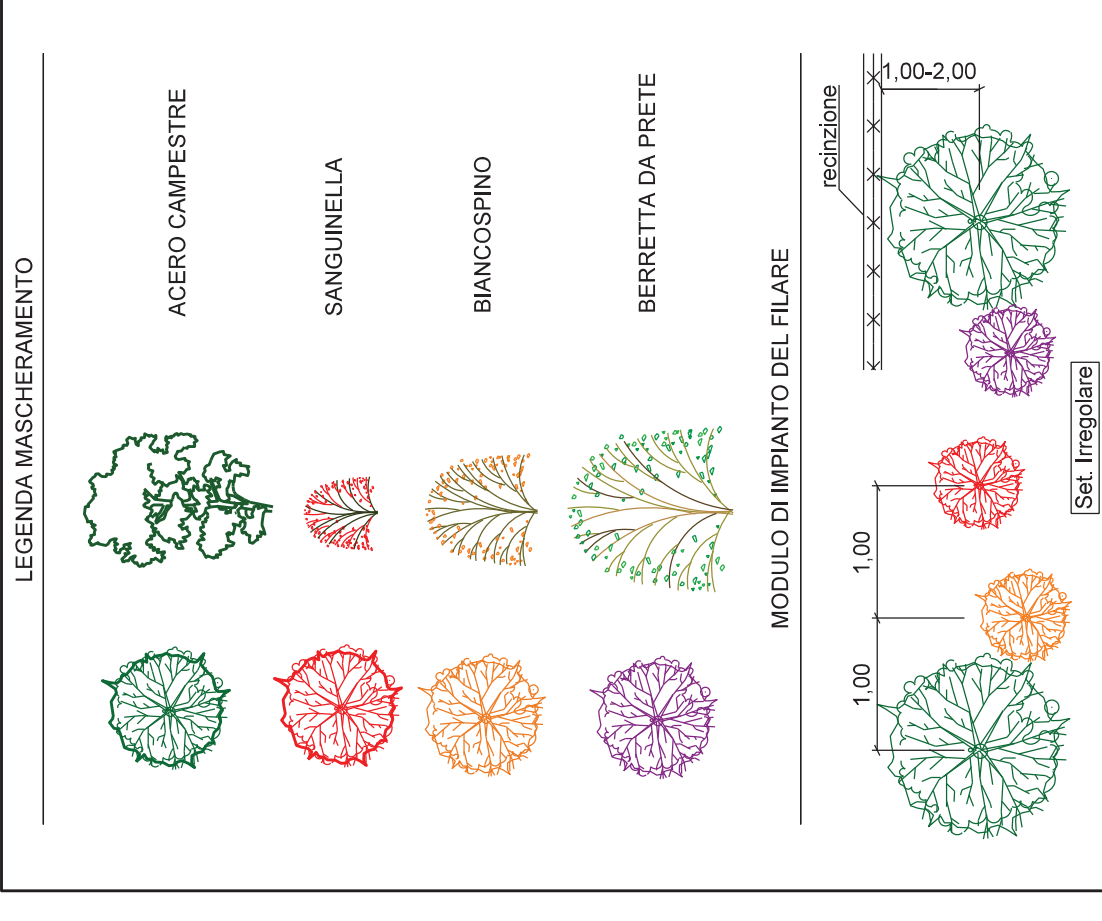 LEGENDA MASCHERAMENTO
ACERO CAMPESTRE
SANGUINELLA
BIANCOSPINO
BERRETTA DA PRETE
MODULO DI IMPIANTO DEL FILARE
recinzione
1,00-2,00
1,00
1,00
Set. Irregolare